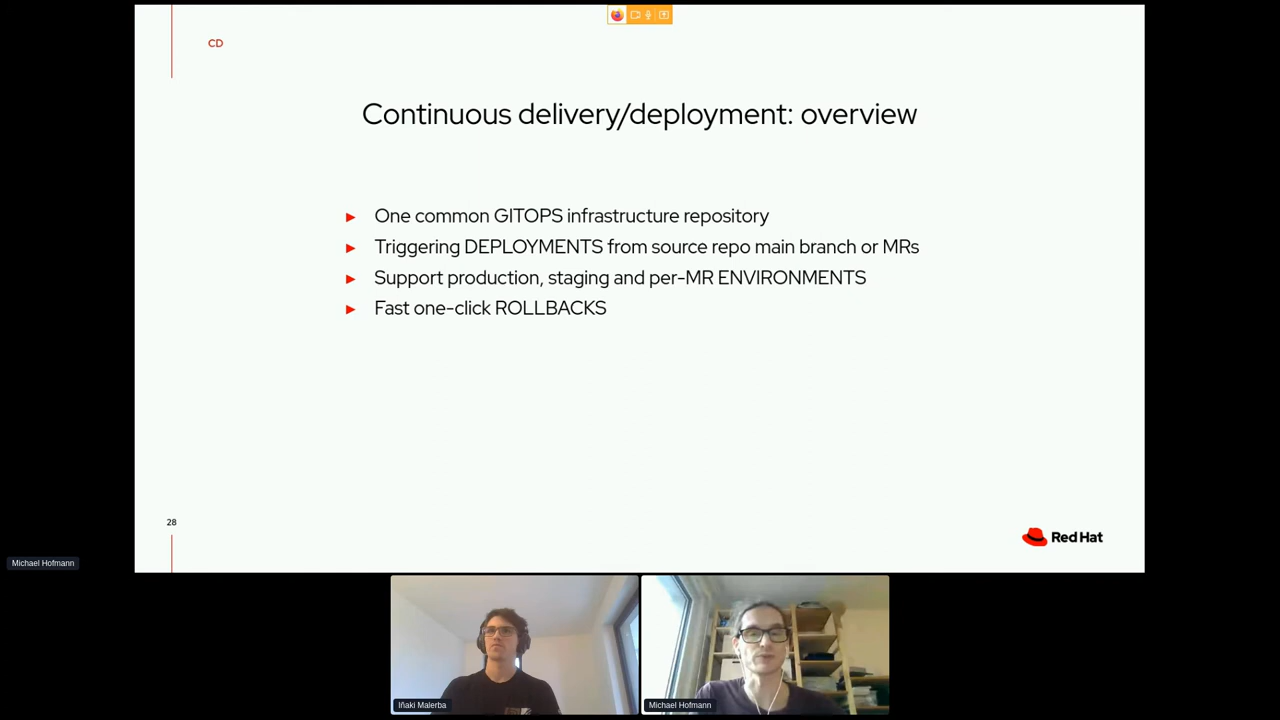 CD
Continuous delivery/deployment: overview
► One common GITOPS infrastructure repository
► Triggering DEPLOYMENTS from source repo main branch or MRs
► Support production, staging and per-MR ENVIRONMENTS
► Fast one-click ROLLBACKS
28
Red Hat
Michael Hofmann
Iñaki Malerba
Michael Hofmann